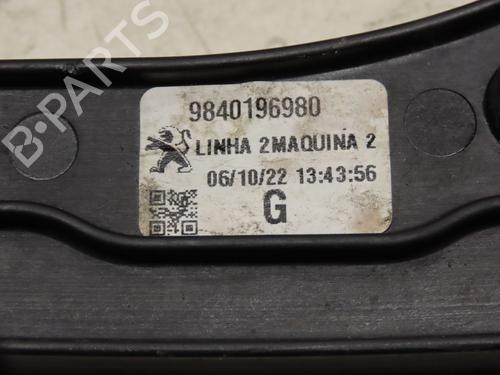 9840196980
LINHA 2MAQUINA 2
06/10/22 13:43:56
G
B-PARTS